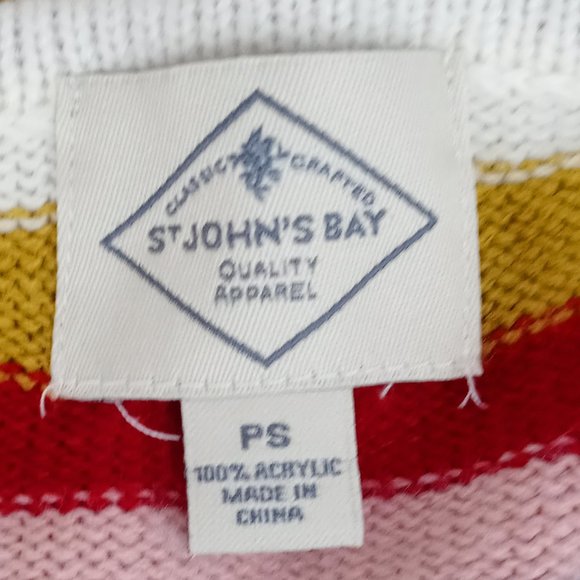 CLASSIC CRAFTED
ST JOHN'S BAY
QUALITY
APPAREL
PS
100% ACRYLIC
MADE IN
CHINA